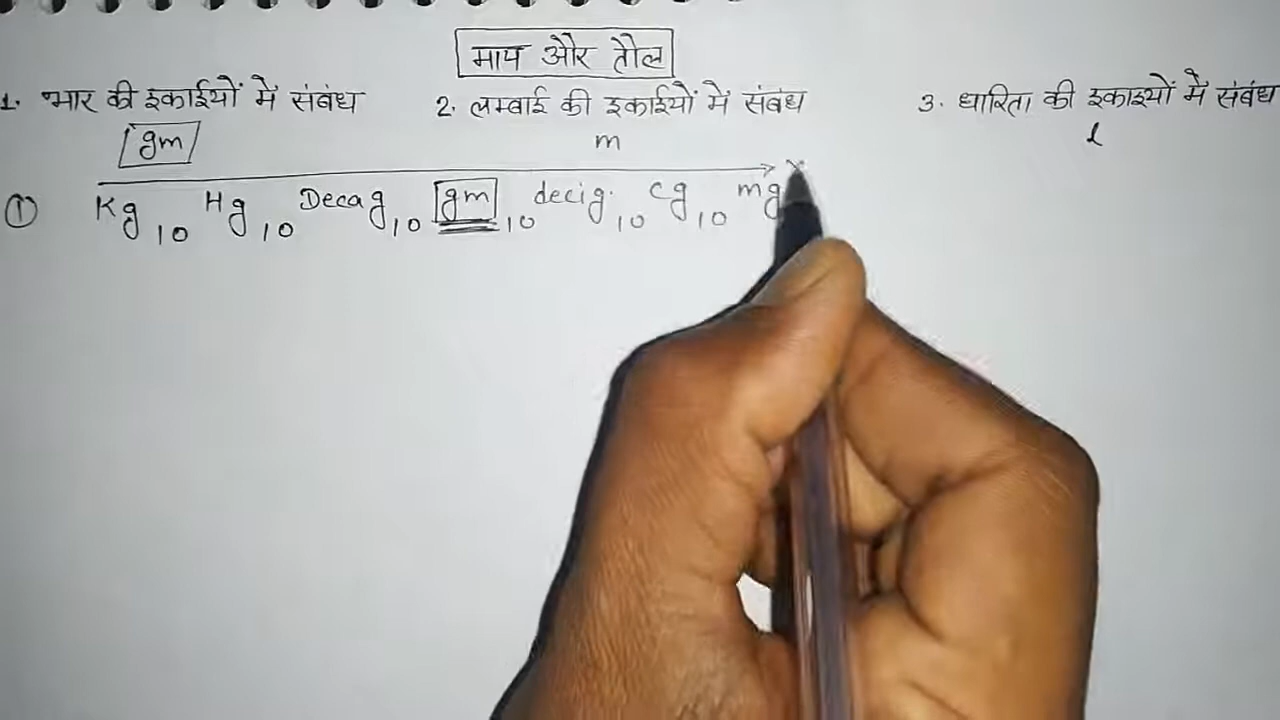 माप और तौल
1. भार की इकाईयों में संबंध 2. लम्बाई की इकाईयों में संबंध 3. धारिता की इकाइयों में संबंध
gm m l
① Kg 10 Hg 10 Decag 10 gm 10 decig. 10 cg 10 mg